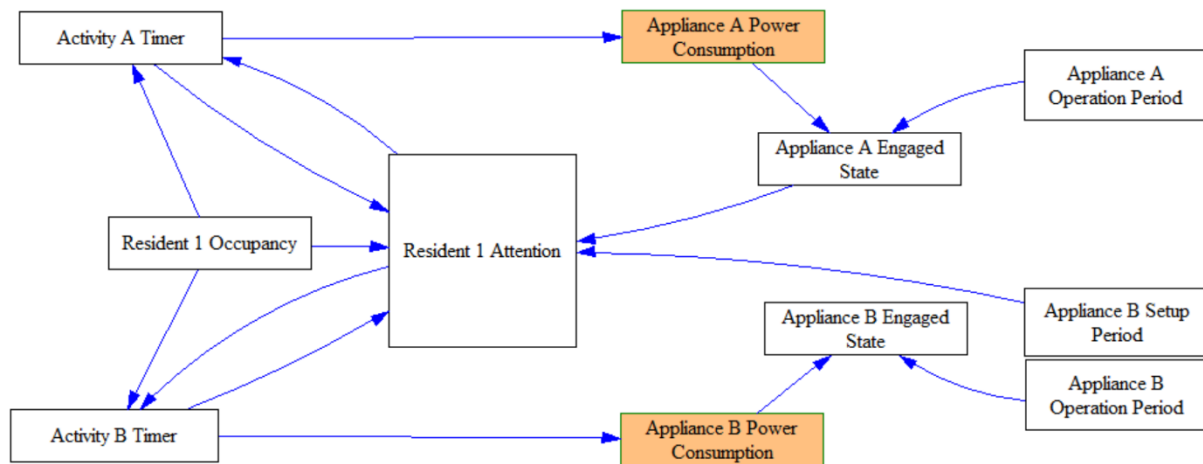 Activity A Timer
Appliance A Power
Consumption
Appliance A
Operation Period
Appliance A Engaged
State
Resident 1 Occupancy
Resident 1 Attention
Appliance B Setup
Period
Appliance B Engaged
State
Appliance B
Operation Period
Activity B Timer
Appliance B Power
Consumption